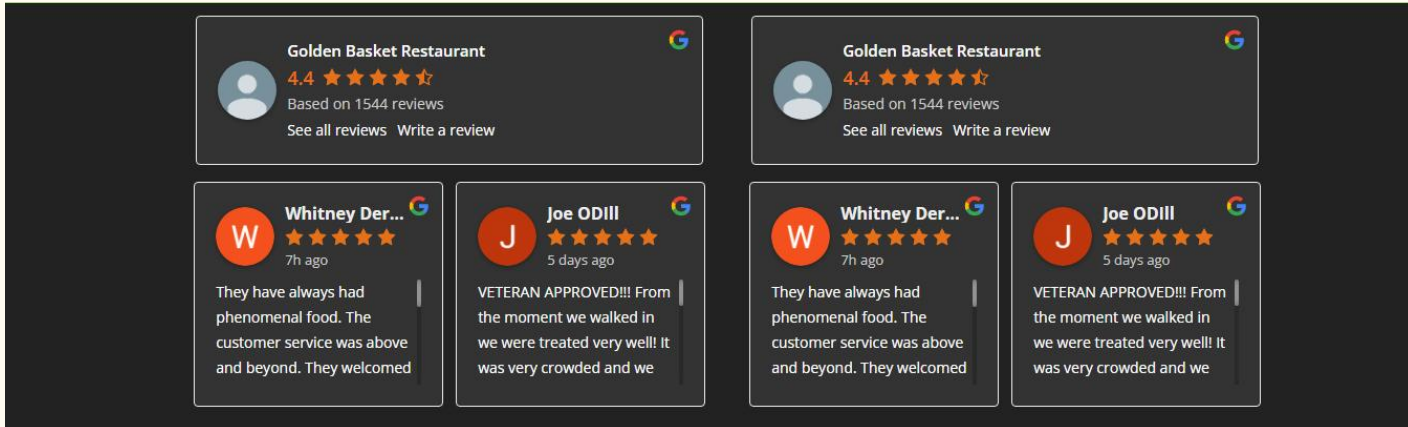 Golden Basket Restaurant
4.4
Based on 1544 reviews
See all reviews Write a review
Golden Basket Restaurant
4.4
Based on 1544 reviews
See all reviews Write a review
W
Whitney Der...
7h ago
They have always had
phenomenal food. The
customer service was above
and beyond. They welcomed
J
Joe ODIll
5 days ago
VETERAN APPROVED!!! From
the moment we walked in
we were treated very well! It
was very crowded and we
W
Whitney Der...
7h ago
They have always had
phenomenal food. The
customer service was above
and beyond. They welcomed
J
Joe ODIll
5 days ago
VETERAN APPROVED!!! From
the moment we walked in
we were treated very well! It
was very crowded and we